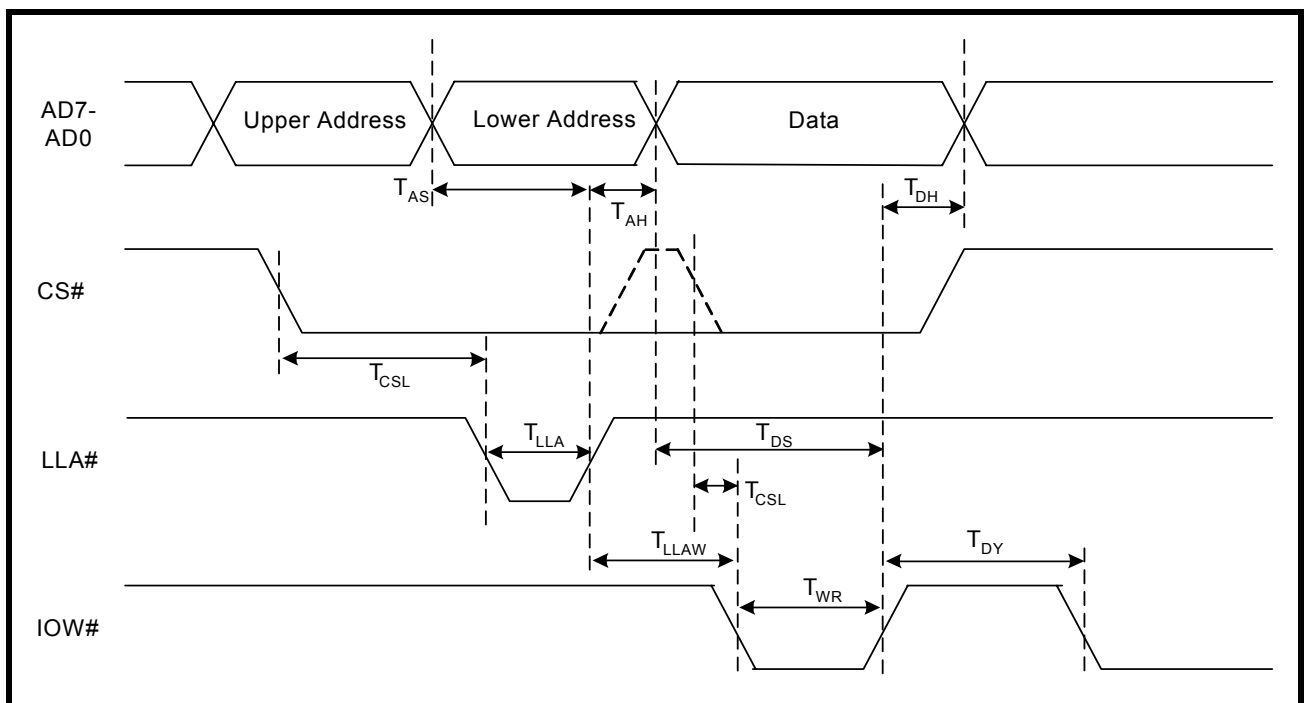 AD7-
AD0
Upper Address
Lower Address
Data
TAS
TAH
TDH
CS#
TCSL
LLA#
TLLA
TDS
TCSL
TLLAW
TDY
TWR
IOW#